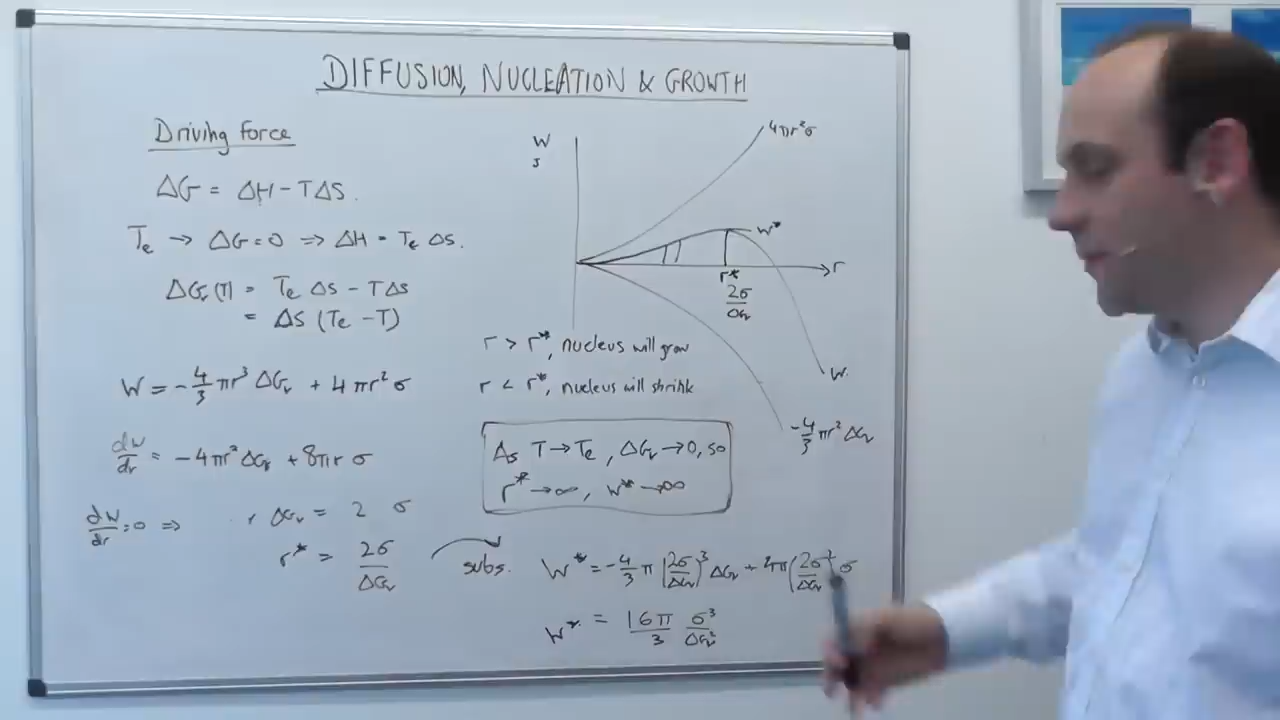 DIFFUSION, NUCLEATION & GROWTH
Driving force
ΔG = ΔH - TΔS.
Te → ΔG = 0 ⇒ ΔH = Te ΔS.
ΔGv(T) = Te ΔS - TΔS
= ΔS (Te - T)
W = -4/3 πr³ ΔGv + 4πr²σ
dw/dr = -4πr² ΔGv + 8πr σ
dw/dr = 0 ⇒ r ΔGv = 2 σ
r* = 2σ/ΔGv
subs.
W
J
4πr²σ
W*
r
r*
2σ/ΔGv
W
-4/3 πr² ΔGv
r > r*, nucleus will grow
r < r*, nucleus will shrink
As T → Te, ΔGv → 0, so
r* → ∞, W* → ∞
W* = -4/3 π (2σ/ΔGv)³ ΔGv + 4π (2σ/ΔGv)² σ
W* = 16π/3 σ³/ΔGv²